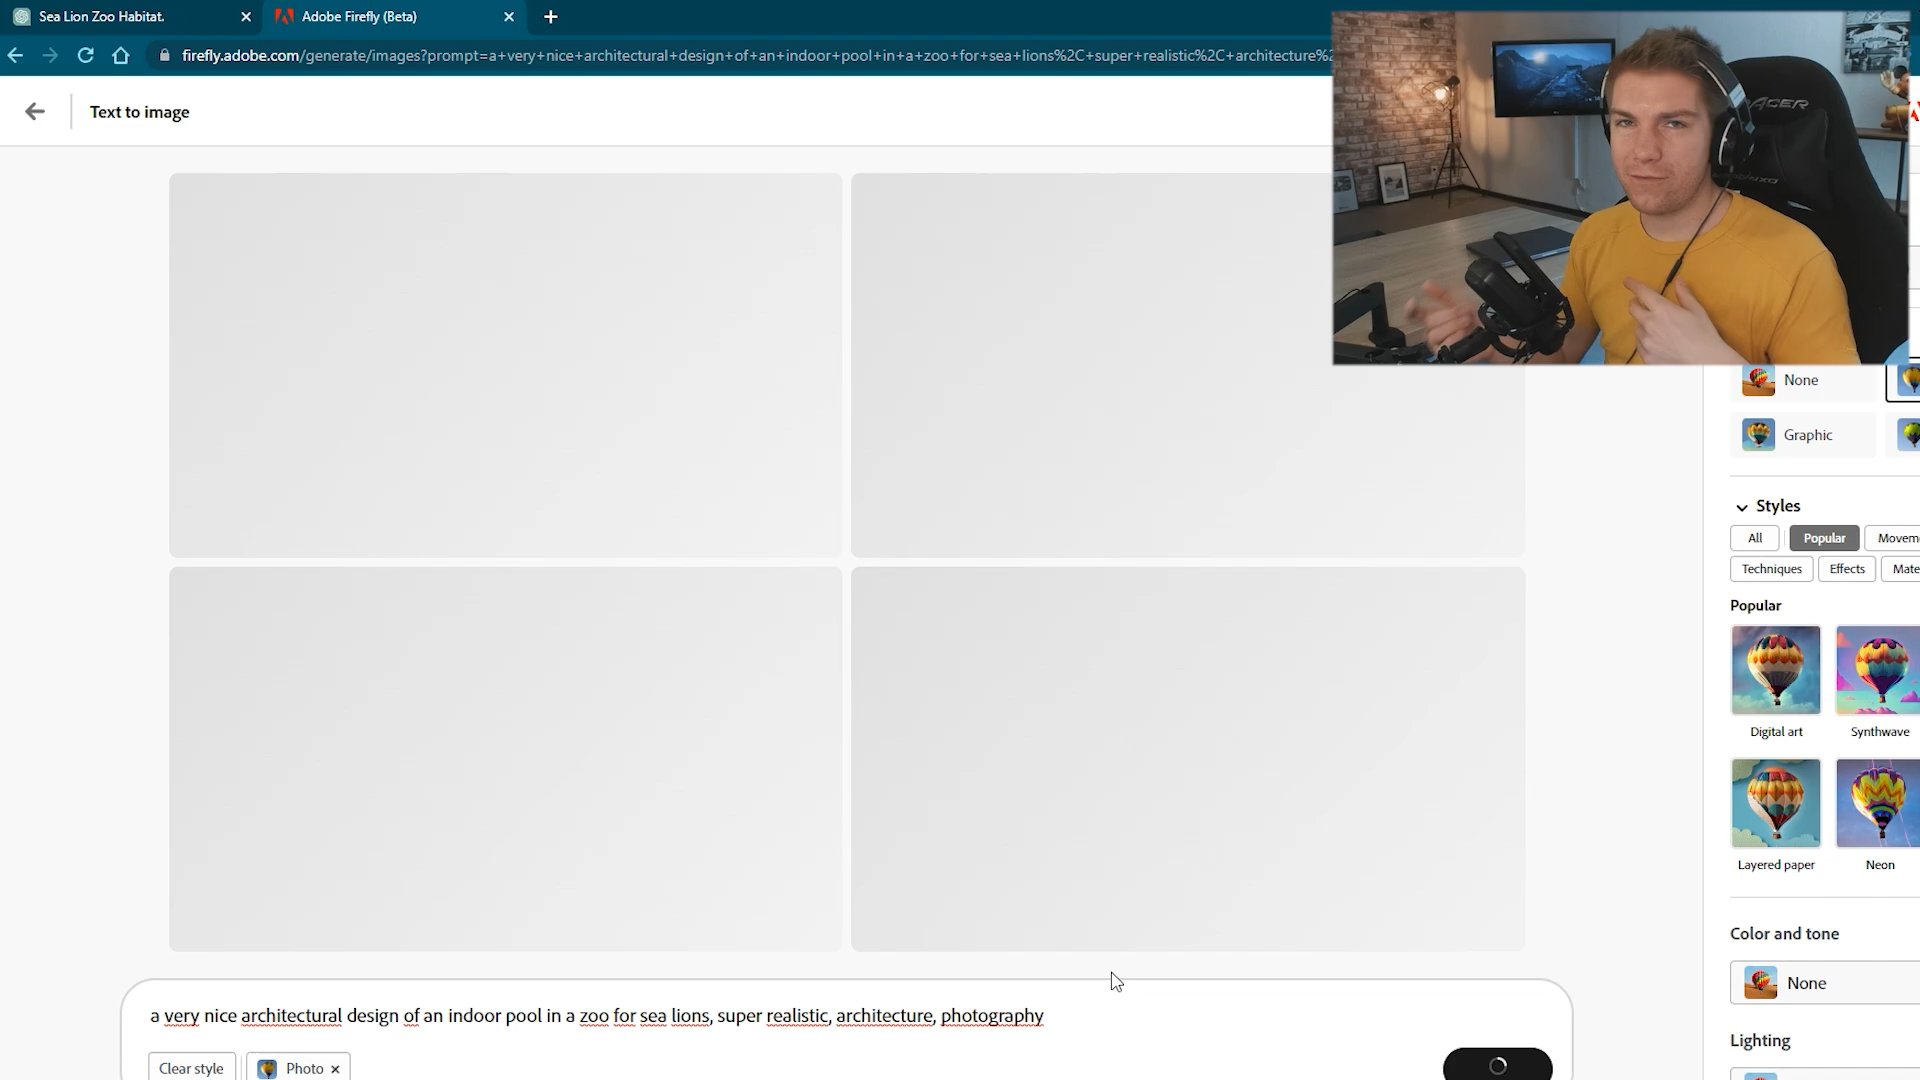 Sea Lion Zoo Habitat.
Adobe Firefly (Beta)
firefly.adobe.com/generate/images?prompt=a+very+nice+architectural+design+of+an+indoor+pool+in+a+zoo+for+sea+lions%2C+super+realistic%2C+architecture%2
Text to image
None
Graphic
Styles
All
Popular
Movem
Techniques
Effects
Mate
Popular
Digital art
Synthwave
Layered paper
Neon
Color and tone
None
Lighting
a very nice architectural design of an indoor pool in a zoo for sea lions, super realistic, architecture, photography
Clear style
Photo